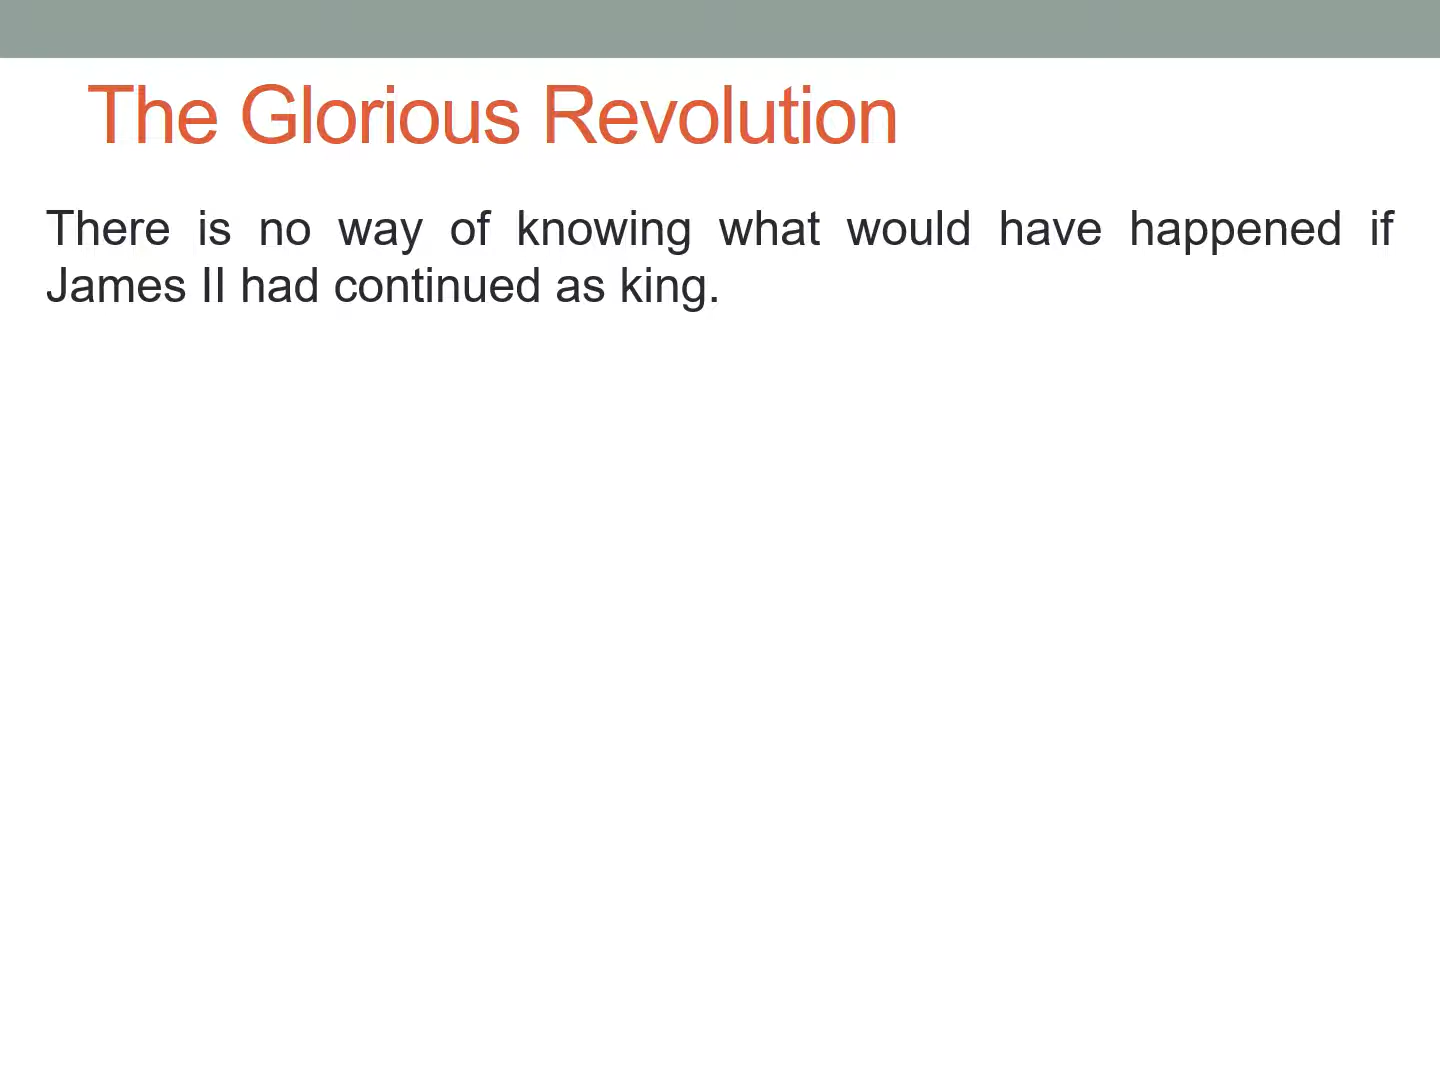 The Glorious Revolution
There is no way of knowing what would have happened if
James II had continued as king.